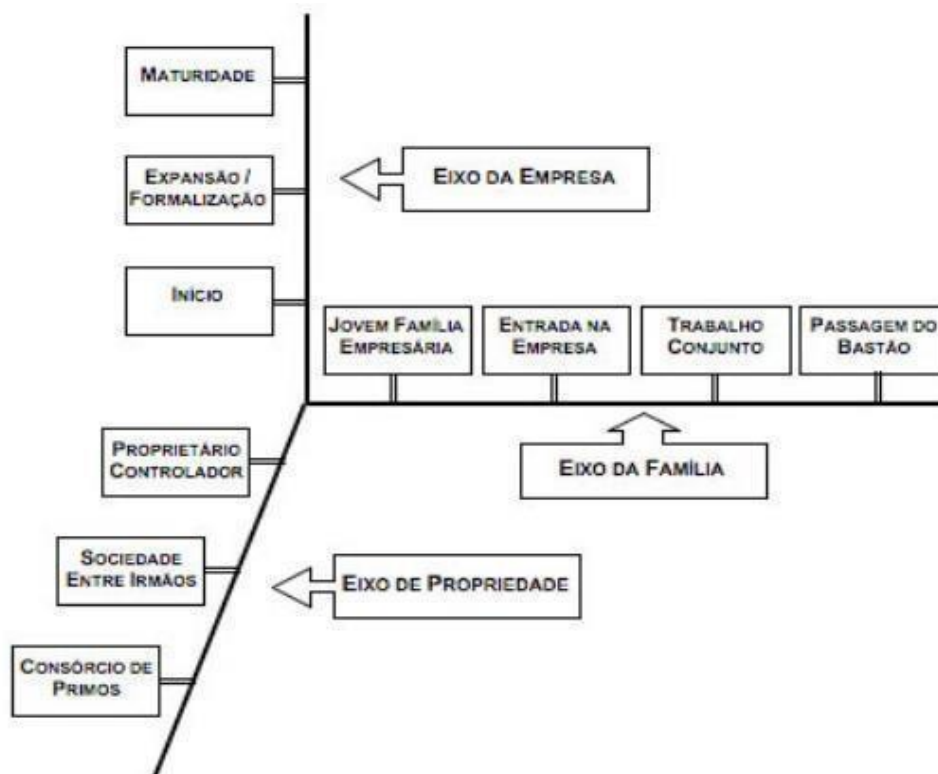 MATURIDADE
EXPANSÃO /
FORMALIZAÇÃO
EIXO DA EMPRESA
INÍCIO
JOVEM FAMÍLIA
EMPRESÁRIA
ENTRADA NA
EMPRESA
TRABALHO
CONJUNTO
PASSAGEM DO
BASTÃO
PROPRIETÁRIO
CONTROLADOR
EIXO DA FAMÍLIA
SOCIEDADE
ENTRE IRMÃOS
EIXO DE PROPRIEDADE
CONSÓRCIO DE
PRIMOS